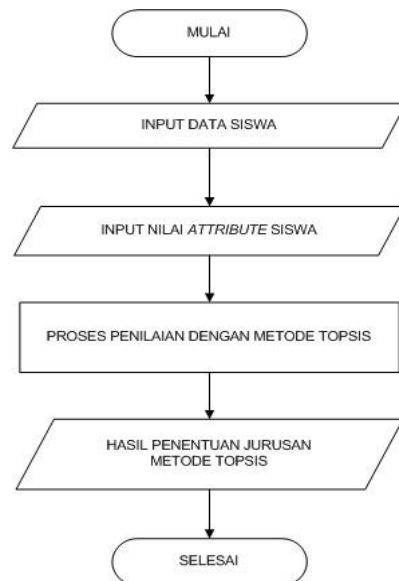 MULAI
INPUT DATA SISWA
INPUT NILAI ATTRIBUTE SISWA
PROSES PENILAIAN DENGAN METODE TOPSIS
HASIL PENENTUAN JURUSAN
METODE TOPSIS
SELESAI